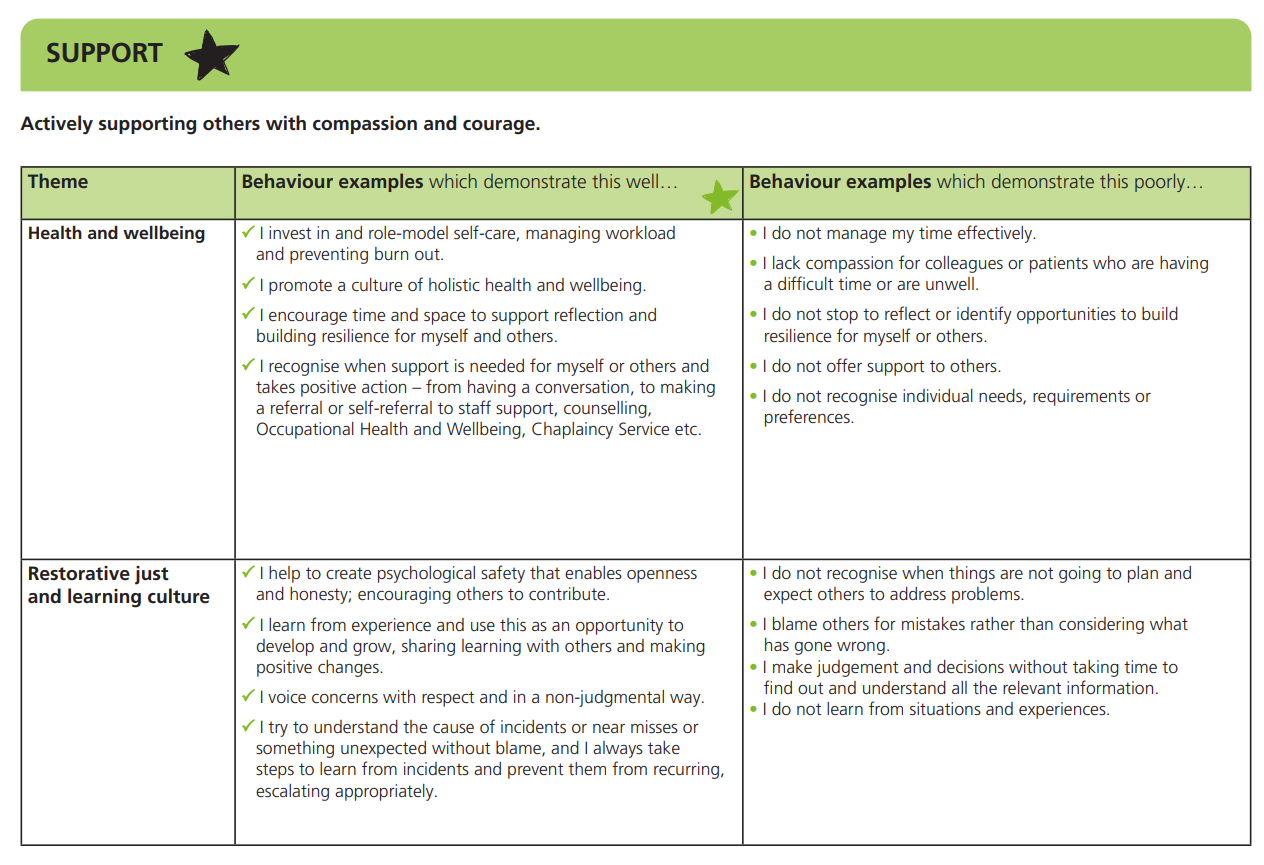 SUPPORT
Actively supporting others with compassion and courage.
Theme
Behaviour examples which demonstrate this well…
Behaviour examples which demonstrate this poorly…
Health and wellbeing
✓ I invest in and role-model self-care, managing workload
and preventing burn out.
✓ I promote a culture of holistic health and wellbeing.
✓ I encourage time and space to support reflection and
building resilience for myself and others.
✓ I recognise when support is needed for myself or others and
takes positive action – from having a conversation, to making
a referral or self-referral to staff support, counselling,
Occupational Health and Wellbeing, Chaplaincy Service etc.
• I do not manage my time effectively.
• I lack compassion for colleagues or patients who are having
a difficult time or are unwell.
• I do not stop to reflect or identify opportunities to build
resilience for myself or others.
• I do not offer support to others.
• I do not recognise individual needs, requirements or
preferences.
Restorative just
and learning culture
✓ I help to create psychological safety that enables openness
and honesty; encouraging others to contribute.
✓ I learn from experience and use this as an opportunity to
develop and grow, sharing learning with others and making
positive changes.
✓ I voice concerns with respect and in a non-judgmental way.
✓ I try to understand the cause of incidents or near misses or
something unexpected without blame, and I always take
steps to learn from incidents and prevent them from recurring,
escalating appropriately.
• I do not recognise when things are not going to plan and
expect others to address problems.
• I blame others for mistakes rather than considering what
has gone wrong.
• I make judgement and decisions without taking time to
find out and understand all the relevant information.
• I do not learn from situations and experiences.